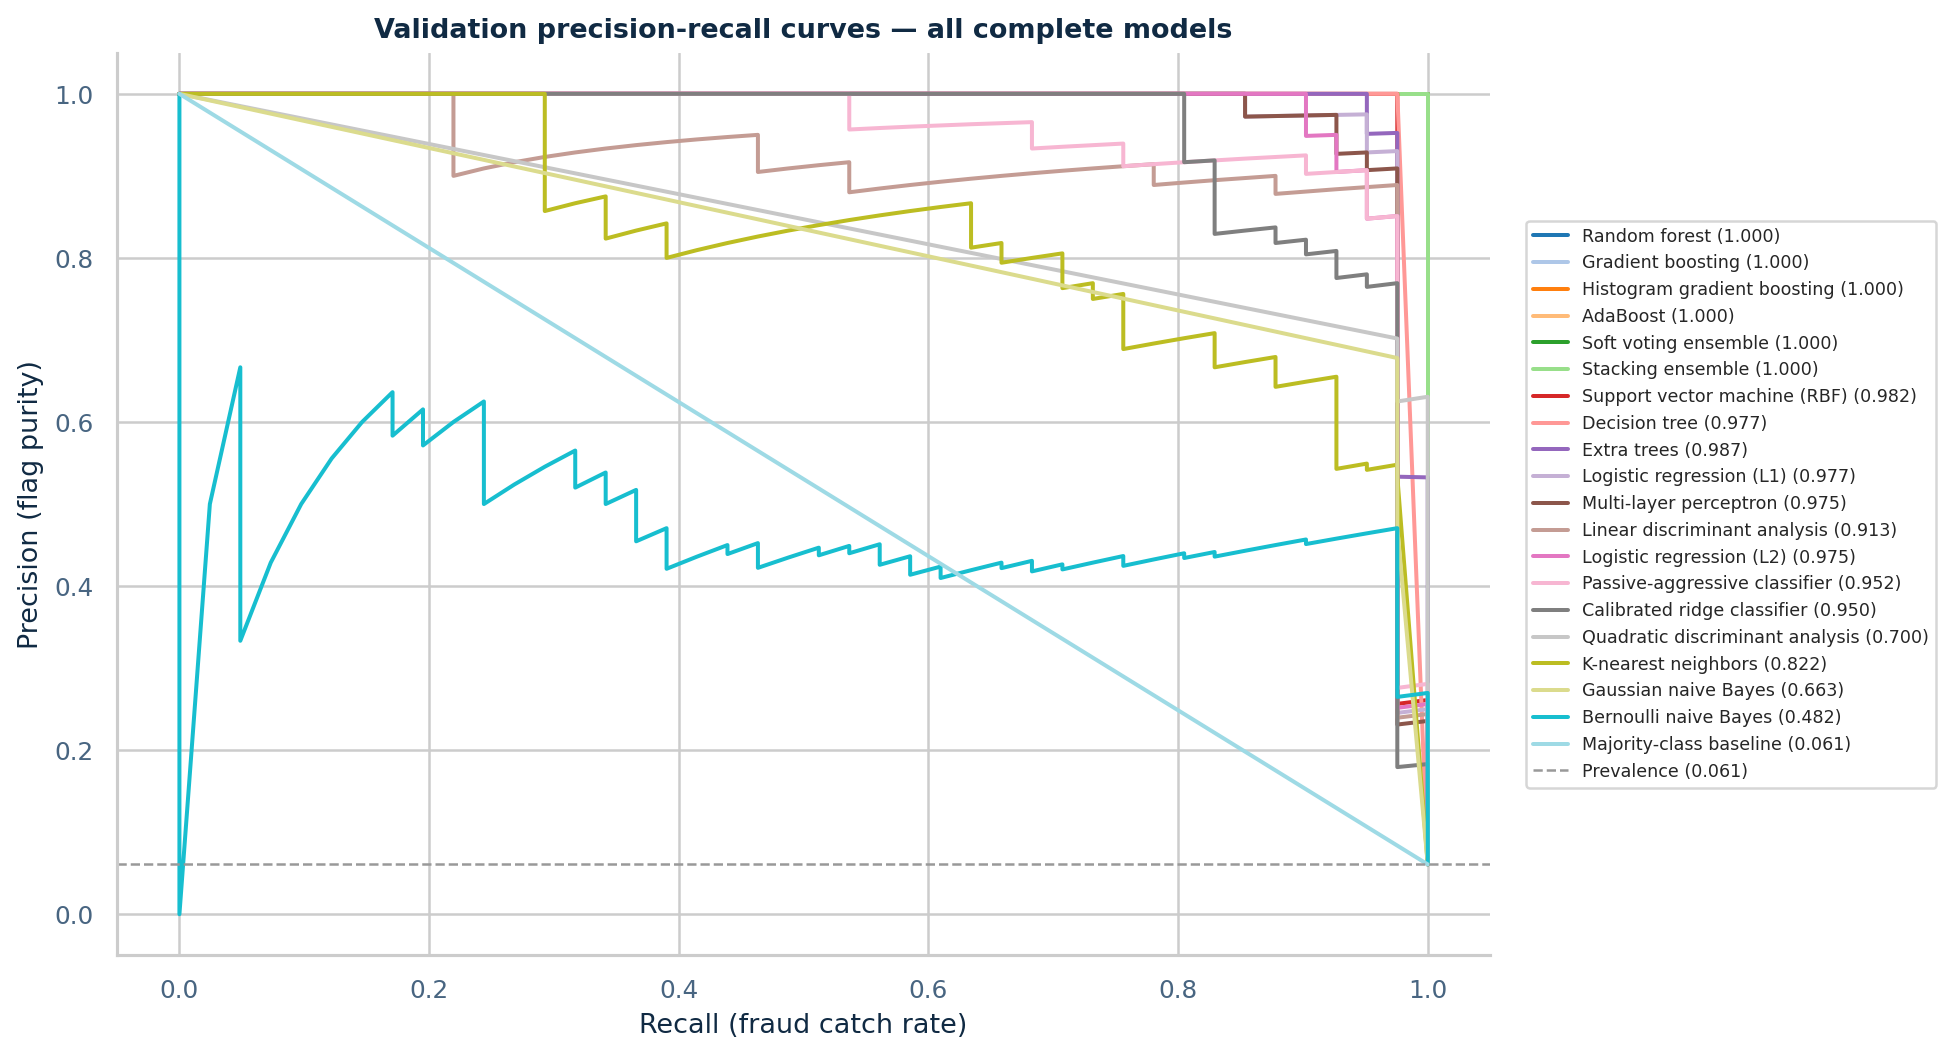 Validation precision-recall curves — all complete models
Precision (flag purity)
1.0
0.8
0.6
0.4
0.2
0.0
0.0
0.2
0.4
0.6
0.8
1.0
Recall (fraud catch rate)
Random forest (1.000)
Gradient boosting (1.000)
Histogram gradient boosting (1.000)
AdaBoost (1.000)
Soft voting ensemble (1.000)
Stacking ensemble (1.000)
Support vector machine (RBF) (0.982)
Decision tree (0.977)
Extra trees (0.987)
Logistic regression (L1) (0.977)
Multi-layer perceptron (0.975)
Linear discriminant analysis (0.913)
Logistic regression (L2) (0.975)
Passive-aggressive classifier (0.952)
Calibrated ridge classifier (0.950)
Quadratic discriminant analysis (0.700)
K-nearest neighbors (0.822)
Gaussian naive Bayes (0.663)
Bernoulli naive Bayes (0.482)
Majority-class baseline (0.061)
Prevalence (0.061)